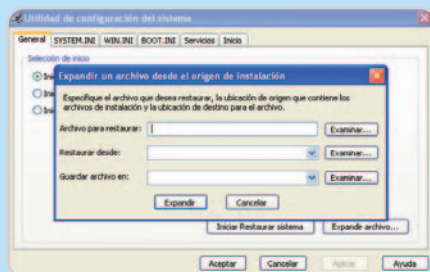 Utilidad de configuración del sistema
General SYSTEM.INI WIN.INI BOOT.INI Servicios Inicio
Selección de inicio
Expandir un archivo desde el origen de instalación
Especifique el archivo que desea restaurar, la ubicación de origen que contiene los
archivos de instalación y la ubicación de destino para el archivo.
Archivo para restaurar: Examinar...
Restaurar desde: Examinar...
Guardar archivo en: Examinar...
Expandir Cancelar
Iniciar Restaurar sistema Expandir archivo...
Aceptar Cancelar Aplicar Ayuda